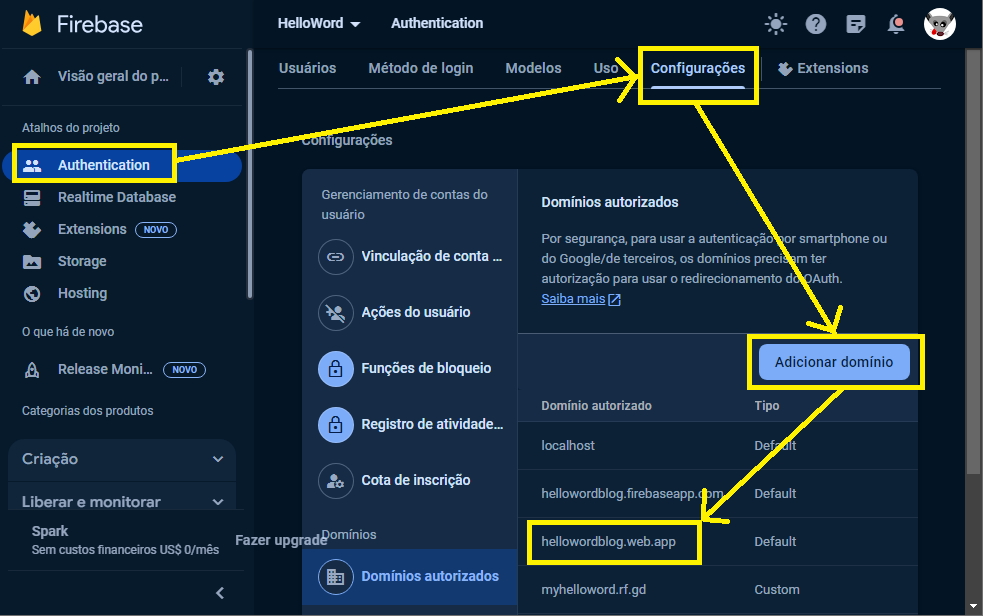 Firebase
HelloWord
Authentication
Visão geral do p...
Usuários
Método de login
Modelos
Uso
Configurações
Extensions
Atalhos do projeto
Authentication
Realtime Database
Extensions
NOVO
Storage
Hosting
O que há de novo
Release Moni...
NOVO
Categorias dos produtos
Criação
Liberar e monitorar
Spark
Sem custos financeiros US$ 0/mês
Fazer upgrade
Configurações
Gerenciamento de contas do
usuário
Vinculação de conta ...
Ações do usuário
Funções de bloqueio
Registro de atividade...
Cota de inscrição
Domínios
Domínios autorizados
Domínios autorizados
Por segurança, para usar a autenticação por smartphone ou
do Google/de terceiros, os domínios precisam ter
autorização para usar o redirecionamento do OAuth.
Saiba mais
Adicionar domínio
Domínio autorizado
Tipo
localhost
Default
hellowordblog.firebaseapp.com
Default
hellowordblog.web.app
Default
myhelloword.rf.gd
Custom